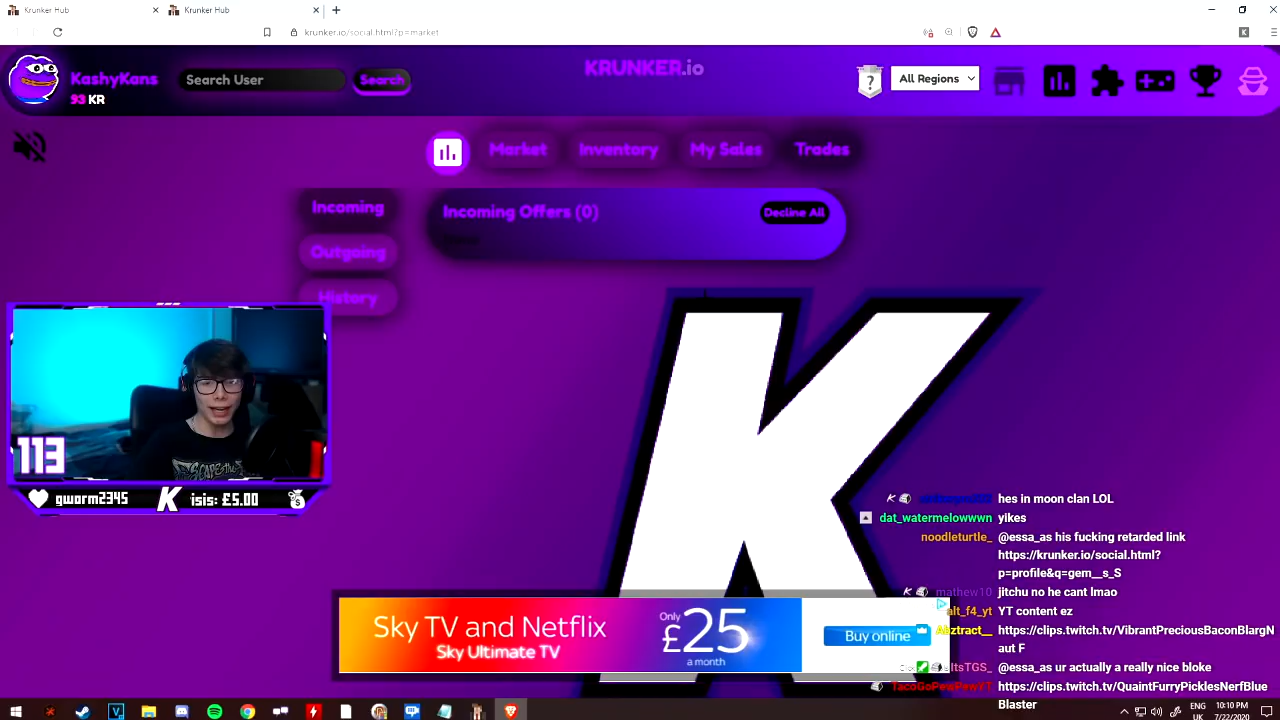 Krunker Hub
Krunker Hub
krunker.io/social.html?p=market
KashyKans
93 KR
Search User
Search
KRUNKER.io
?
All Regions
Market
Inventory
My Sales
Trades
Incoming
Outgoing
History
Incoming Offers (0)
Decline All
K
113
gworm2345
K
isis: £5.00
hes in moon clan LOL
dat_watermelowwwn yikes
noodleturtle_ @essa_as his fucking retarded link
https://krunker.io/social.html?
p=profile&q=gem__s_S
mathew10 jitchu no he cant lmao
alt_f4_yt YT content ez
Abztract__ https://clips.twitch.tv/VibrantPreciousBaconBlargN
aut F
ltsTGS_ @essa_as ur actually a really nice bloke
TacoGoPewPewYT https://clips.twitch.tv/QuaintFurryPicklesNerfBlue
Blaster
Sky TV and Netflix
Sky Ultimate TV
Only
£25
a month
Buy online
ENG
UK
10:10 PM
7/22/2020